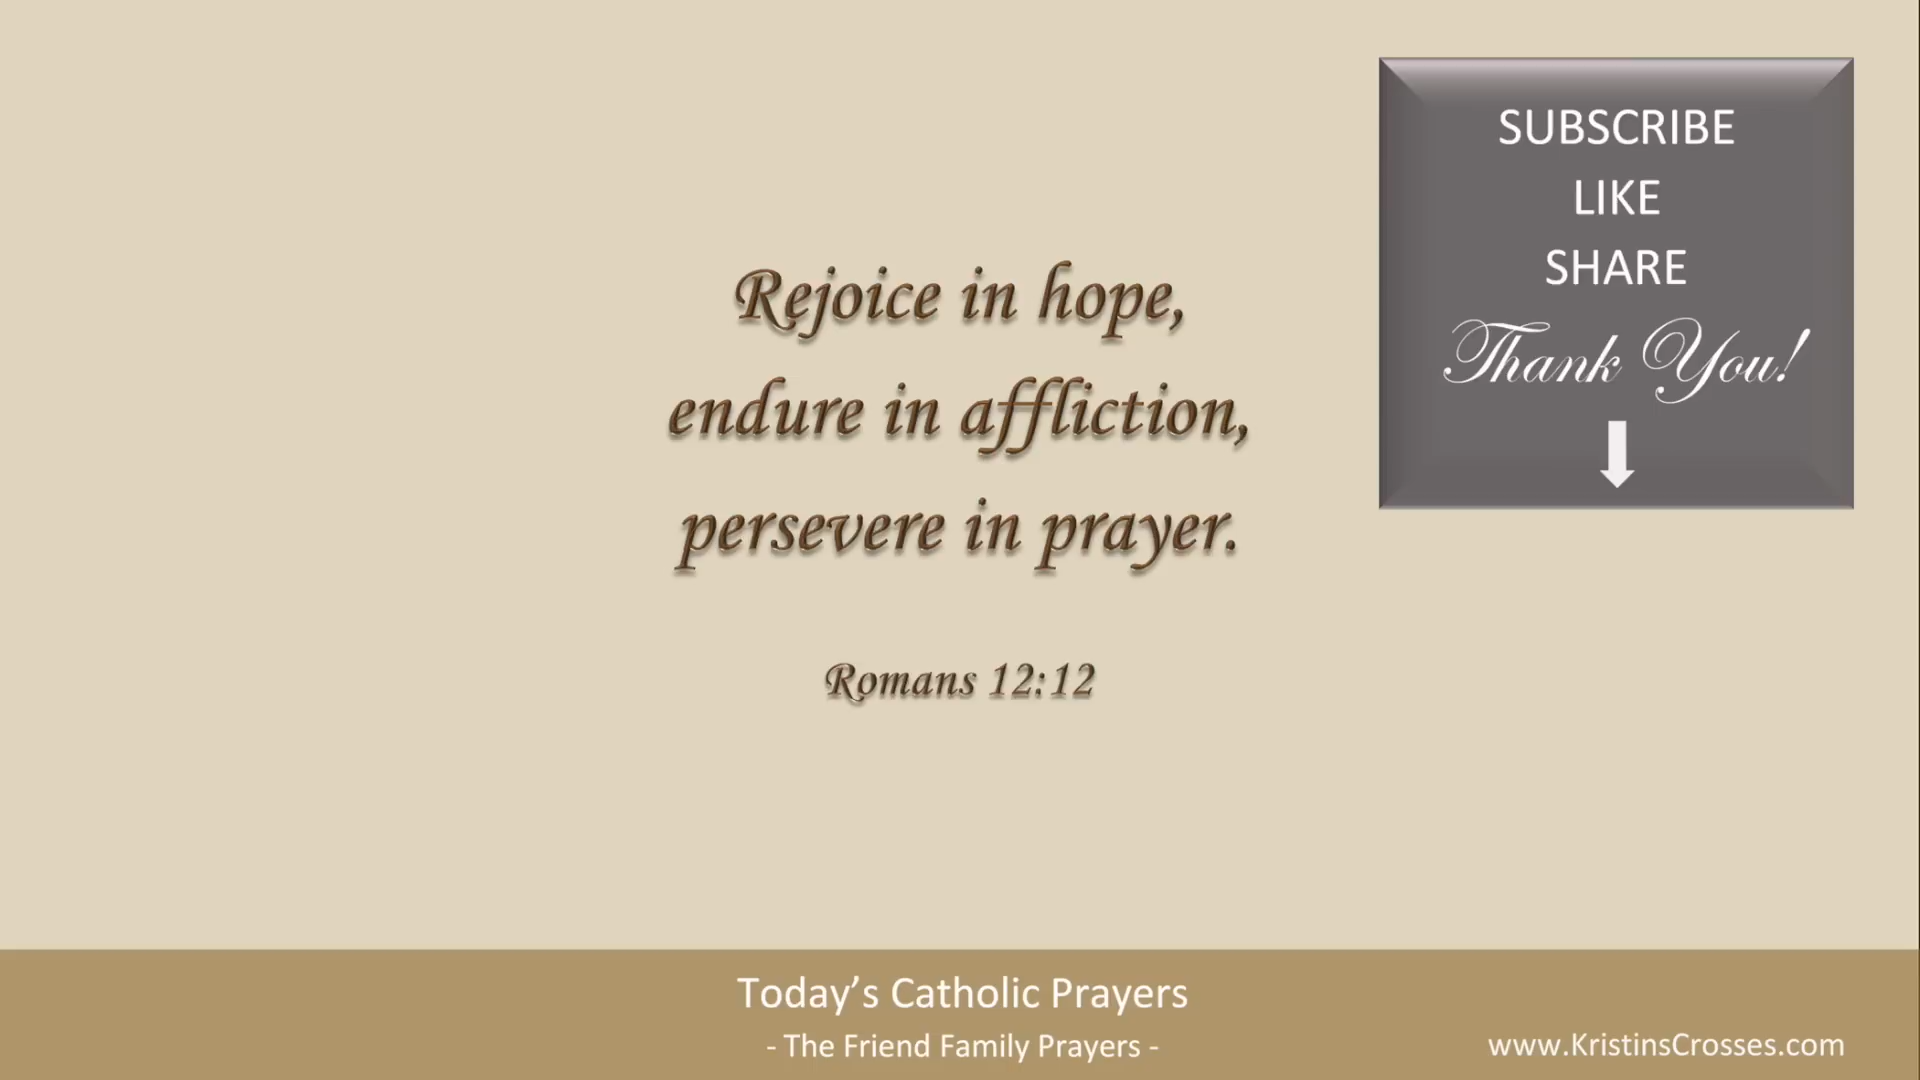 Rejoice in hope,
endure in affliction,
persevere in prayer.
Romans 12:12
SUBSCRIBE
LIKE
SHARE
Thank You!
Today’s Catholic Prayers
- The Friend Family Prayers -
www.KristinsCrosses.com